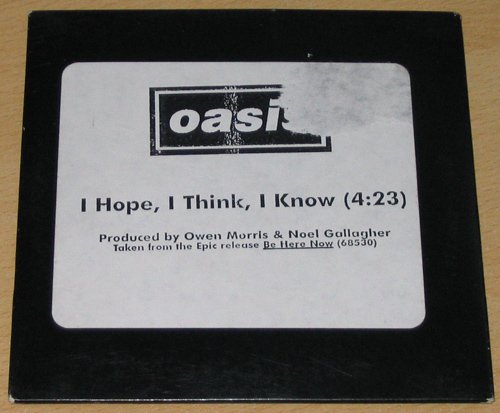 oasis
I Hope, I Think, I Know (4:23)
Produced by Owen Morris & Noel Gallagher
Taken from the Epic release Be Here Now (68530)